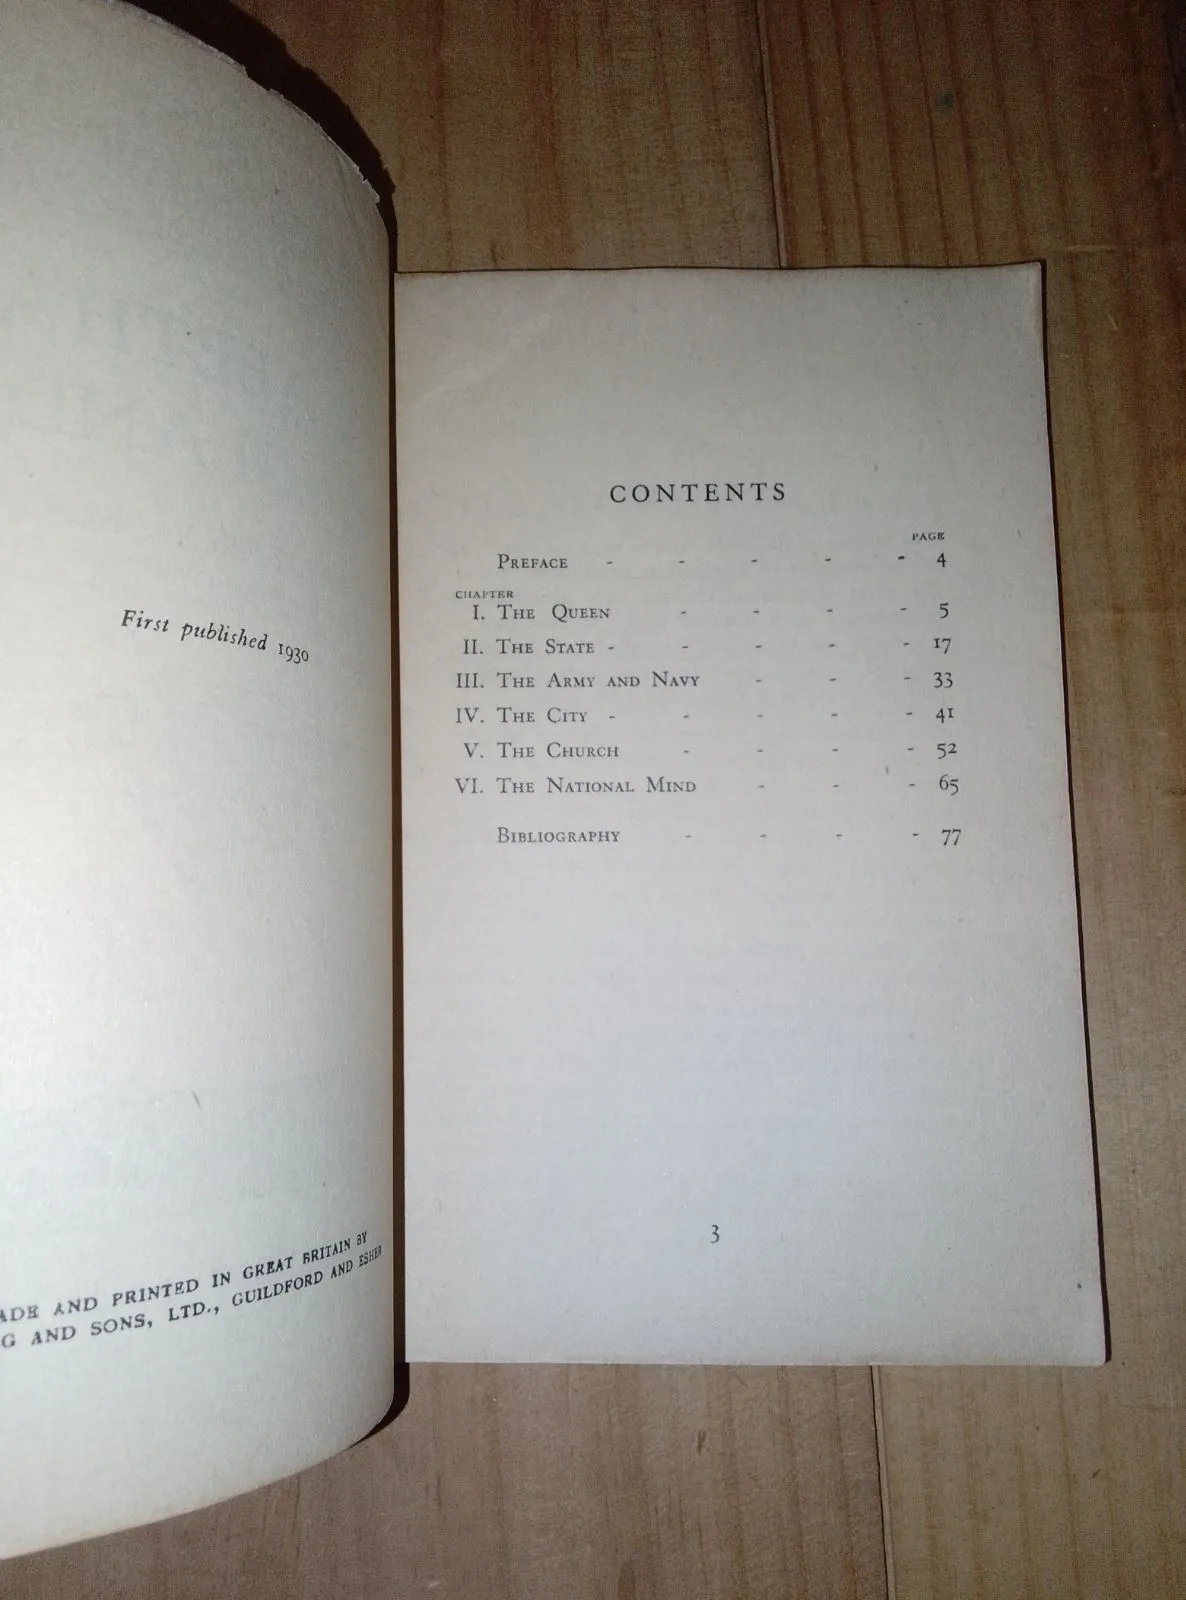 First published 1930
AND PRINTED IN GREAT BRITAIN BY
AND SONS, LTD., GUILDFORD AND ESHER
CONTENTS
PAGE
PREFACE - - - - - 4
CHAPTER
I. THE QUEEN - - - - 5
II. THE STATE - - - - - 17
III. THE ARMY AND NAVY - - - 33
IV. THE CITY - - - - - 41
V. THE CHURCH - - - - 52
VI. THE NATIONAL MIND - - - 65
BIBLIOGRAPHY - - - - 77
3